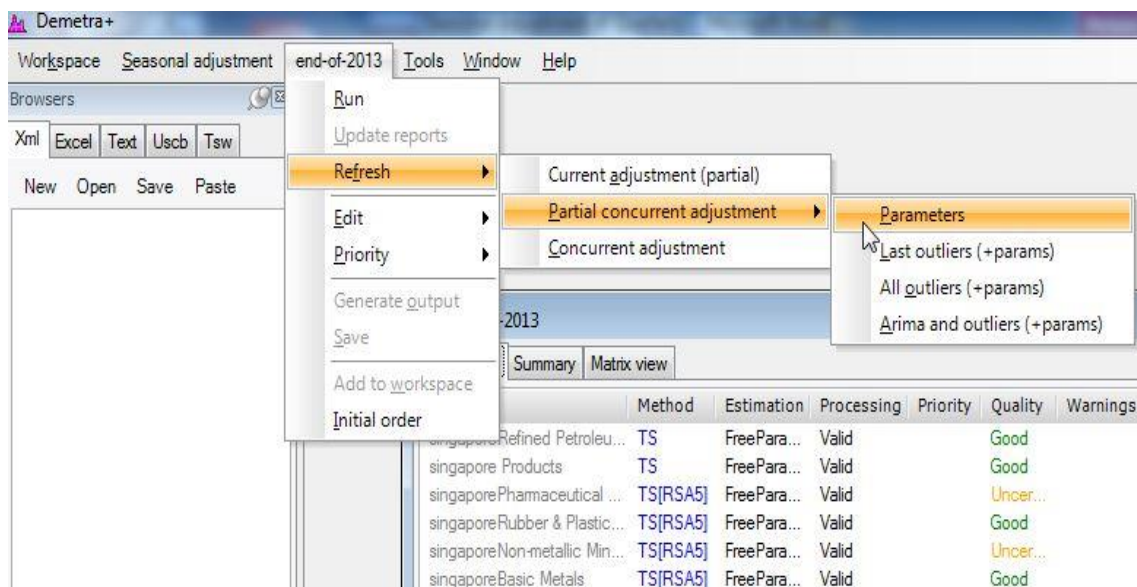 Demetra+
Workspace Seasonal adjustment end-of-2013 Tools Window Help
Browsers
Xml Excel Text Uscb Tsw
New Open Save Paste
Run
Update reports
Refresh
Edit
Priority
Generate output
Save
Add to workspace
Initial order
Current adjustment (partial)
Partial concurrent adjustment
Concurrent adjustment
Parameters
Last outliers (+params)
All outliers (+params)
Arima and outliers (+params)
-2013
Summary Matrix view
Method Estimation Processing Priority Quality Warnings
singaporeRefined Petroleu... TS FreePara... Valid Good
singapore Products TS FreePara... Valid Good
singaporePharmaceutical ... TS[RSA5] FreePara... Valid Uncer...
singaporeRubber & Plastic... TS[RSA5] FreePara... Valid Good
singaporeNon-metallic Min... TS[RSA5] FreePara... Valid Uncer...
singaporeBasic Metals TS[RSA5] FreePara... Valid Good